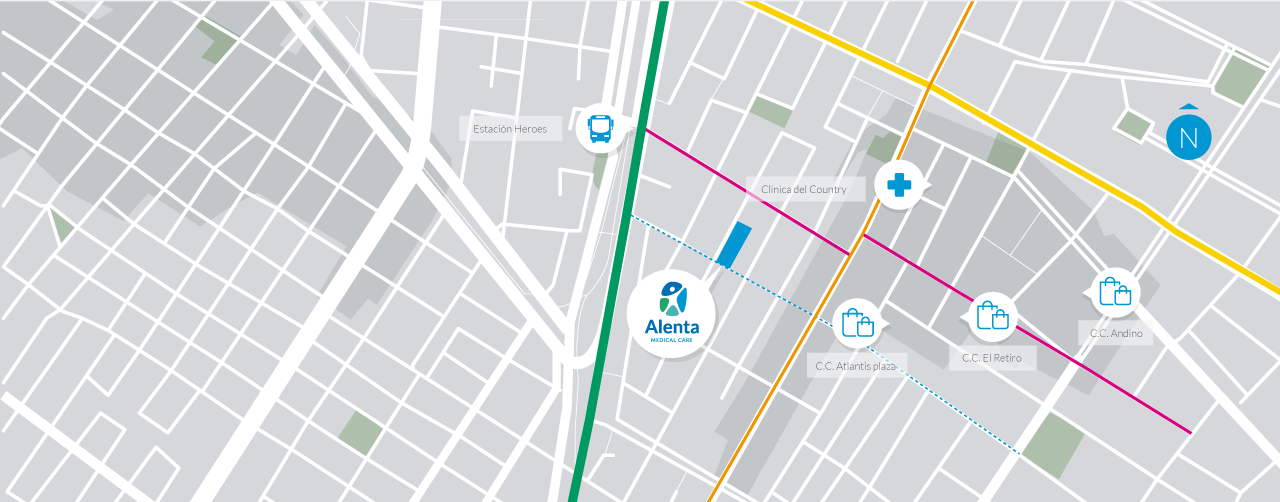 Estación Heroes
N
Clínica del Country
Alenta
MEDICAL CARE
C.C. Andino
C.C. El Retiro
C.C. Atlantis plaza